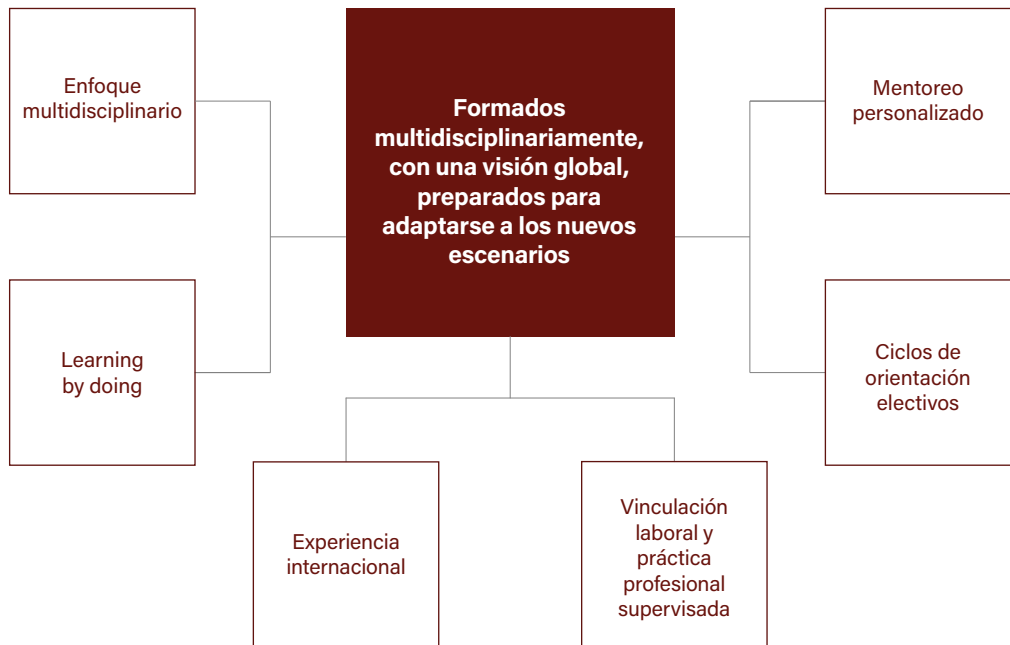 Enfoque
multidisciplinario
Formados
multidisciplinariamente,
con una visión global,
preparados para
adaptarse a los nuevos
escenarios
Mentoreo
personalizado
Learning
by doing
Ciclos de
orientación
electivos
Experiencia
internacional
Vinculación
laboral y
práctica
profesional
supervisada